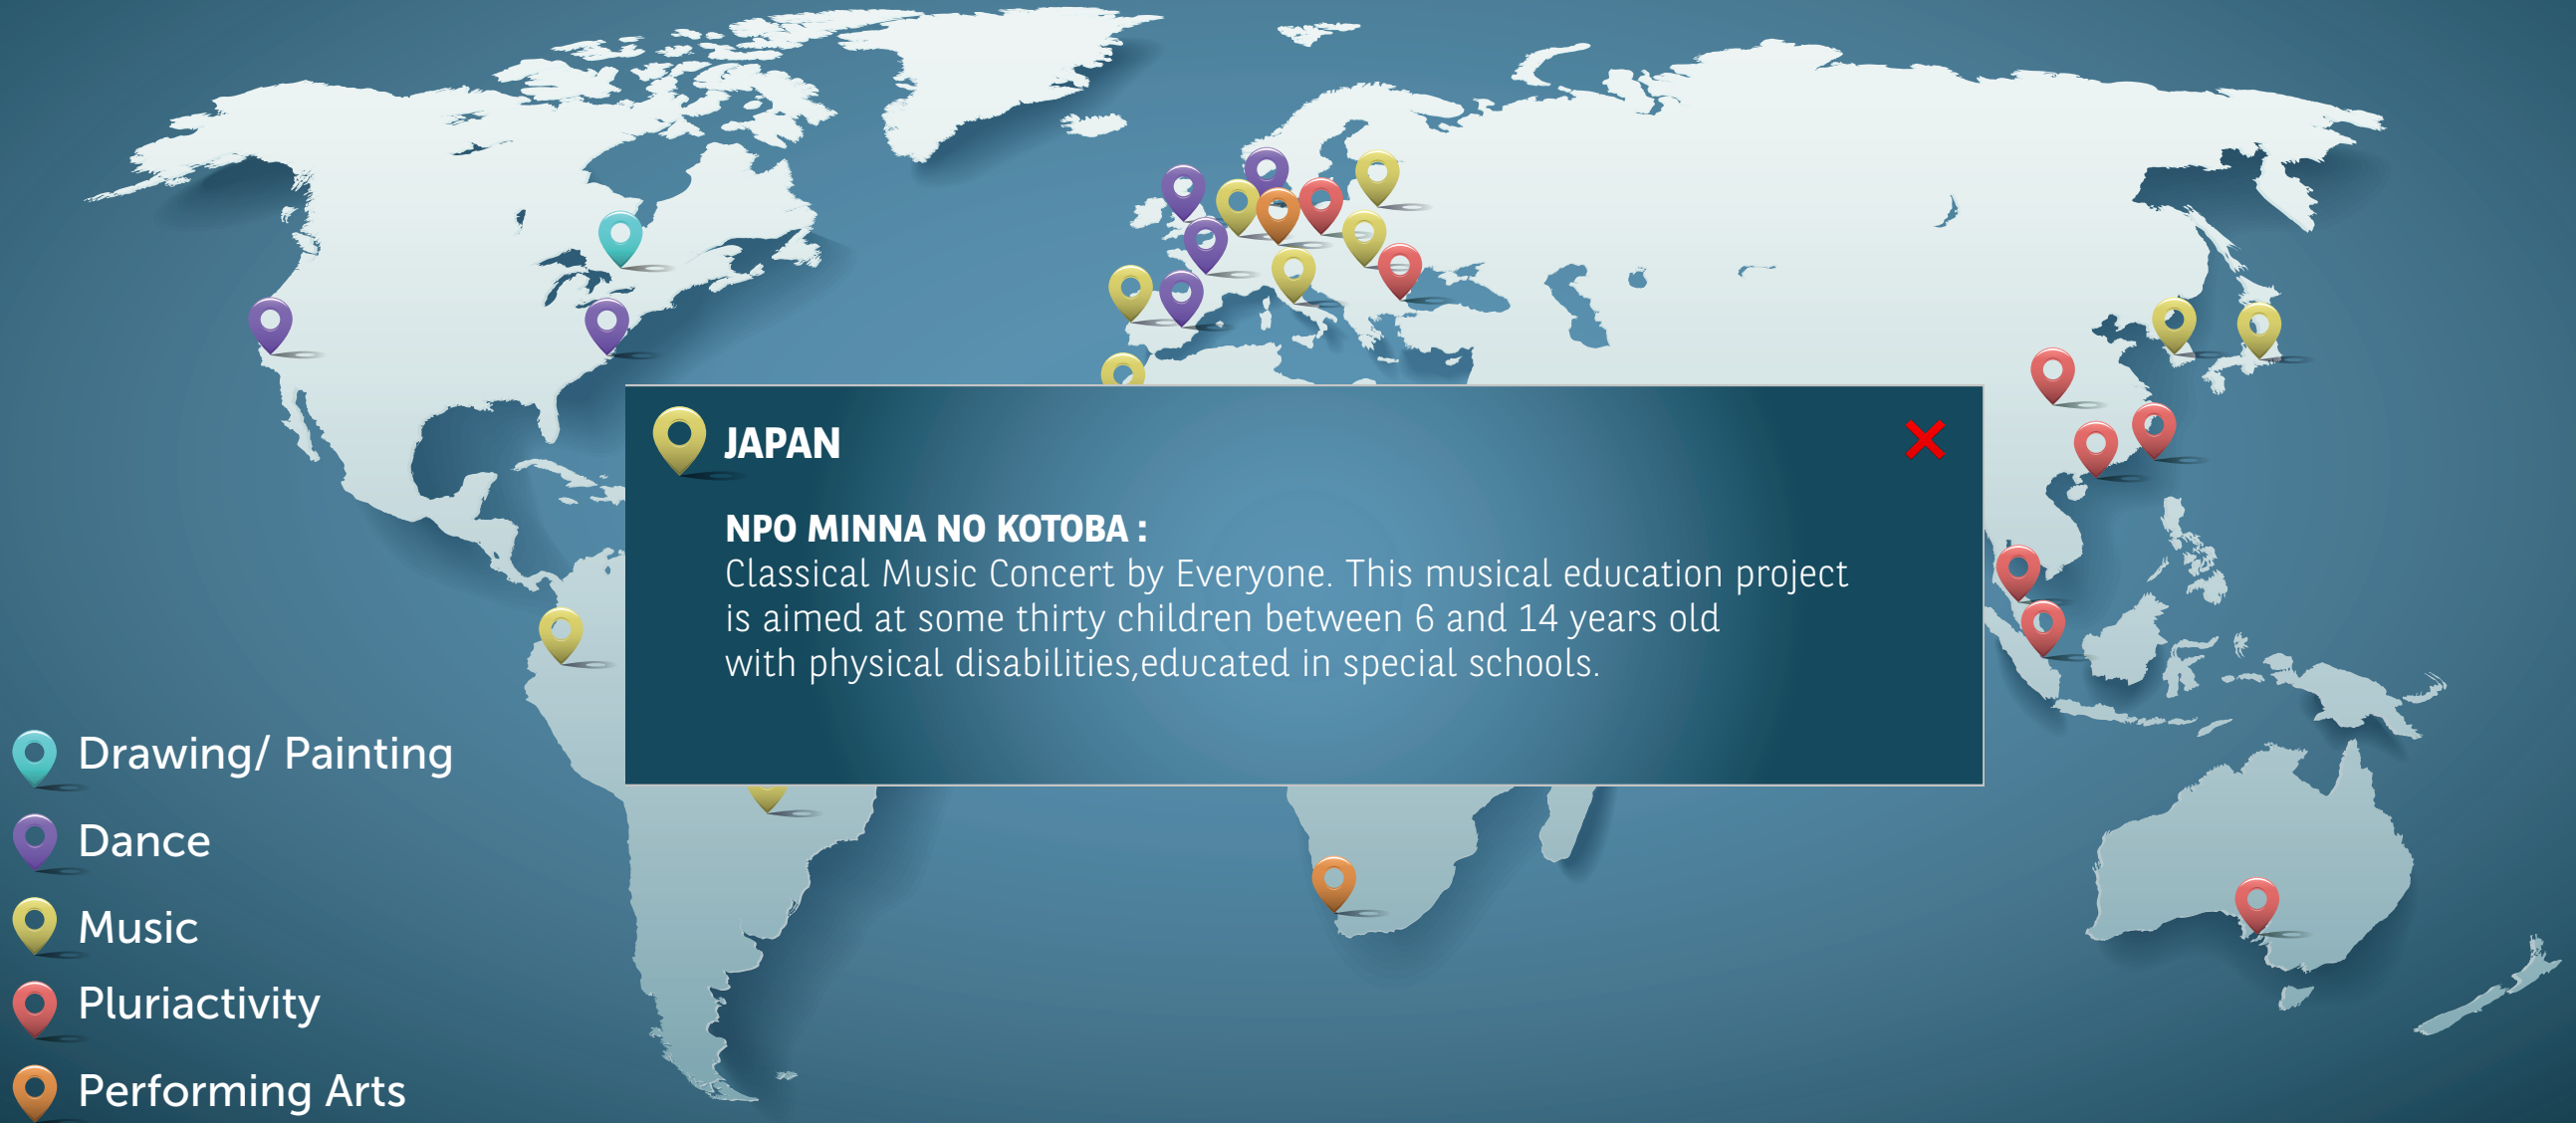 JAPAN
NPO MINNA NO KOTOBA :
Classical Music Concert by Everyone. This musical education project
is aimed at some thirty children between 6 and 14 years old
with physical disabilities,educated in special schools.
Drawing/ Painting
Dance
Music
Pluriactivity
Performing Arts